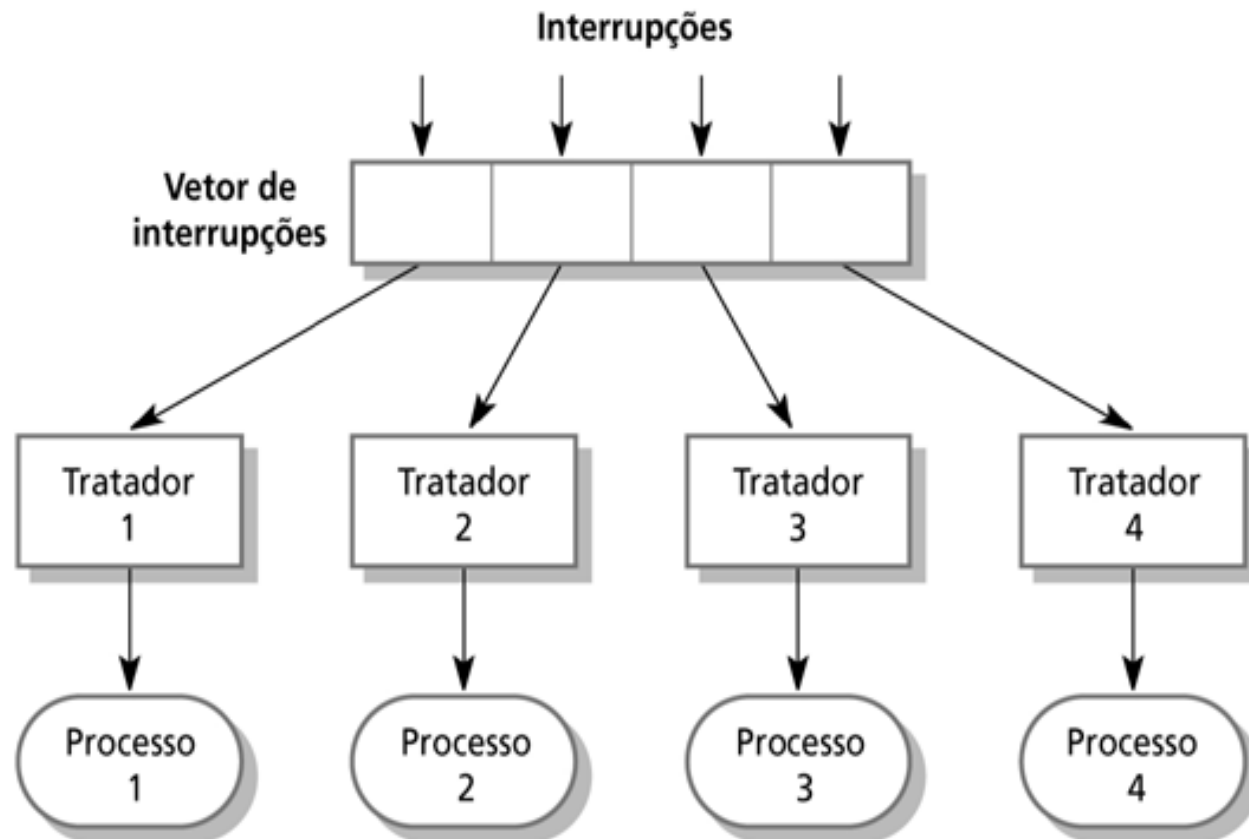 Interrupções
Vetor de
interrupções
Tratador
1
Tratador
2
Tratador
3
Tratador
4
Processo
1
Processo
2
Processo
3
Processo
4